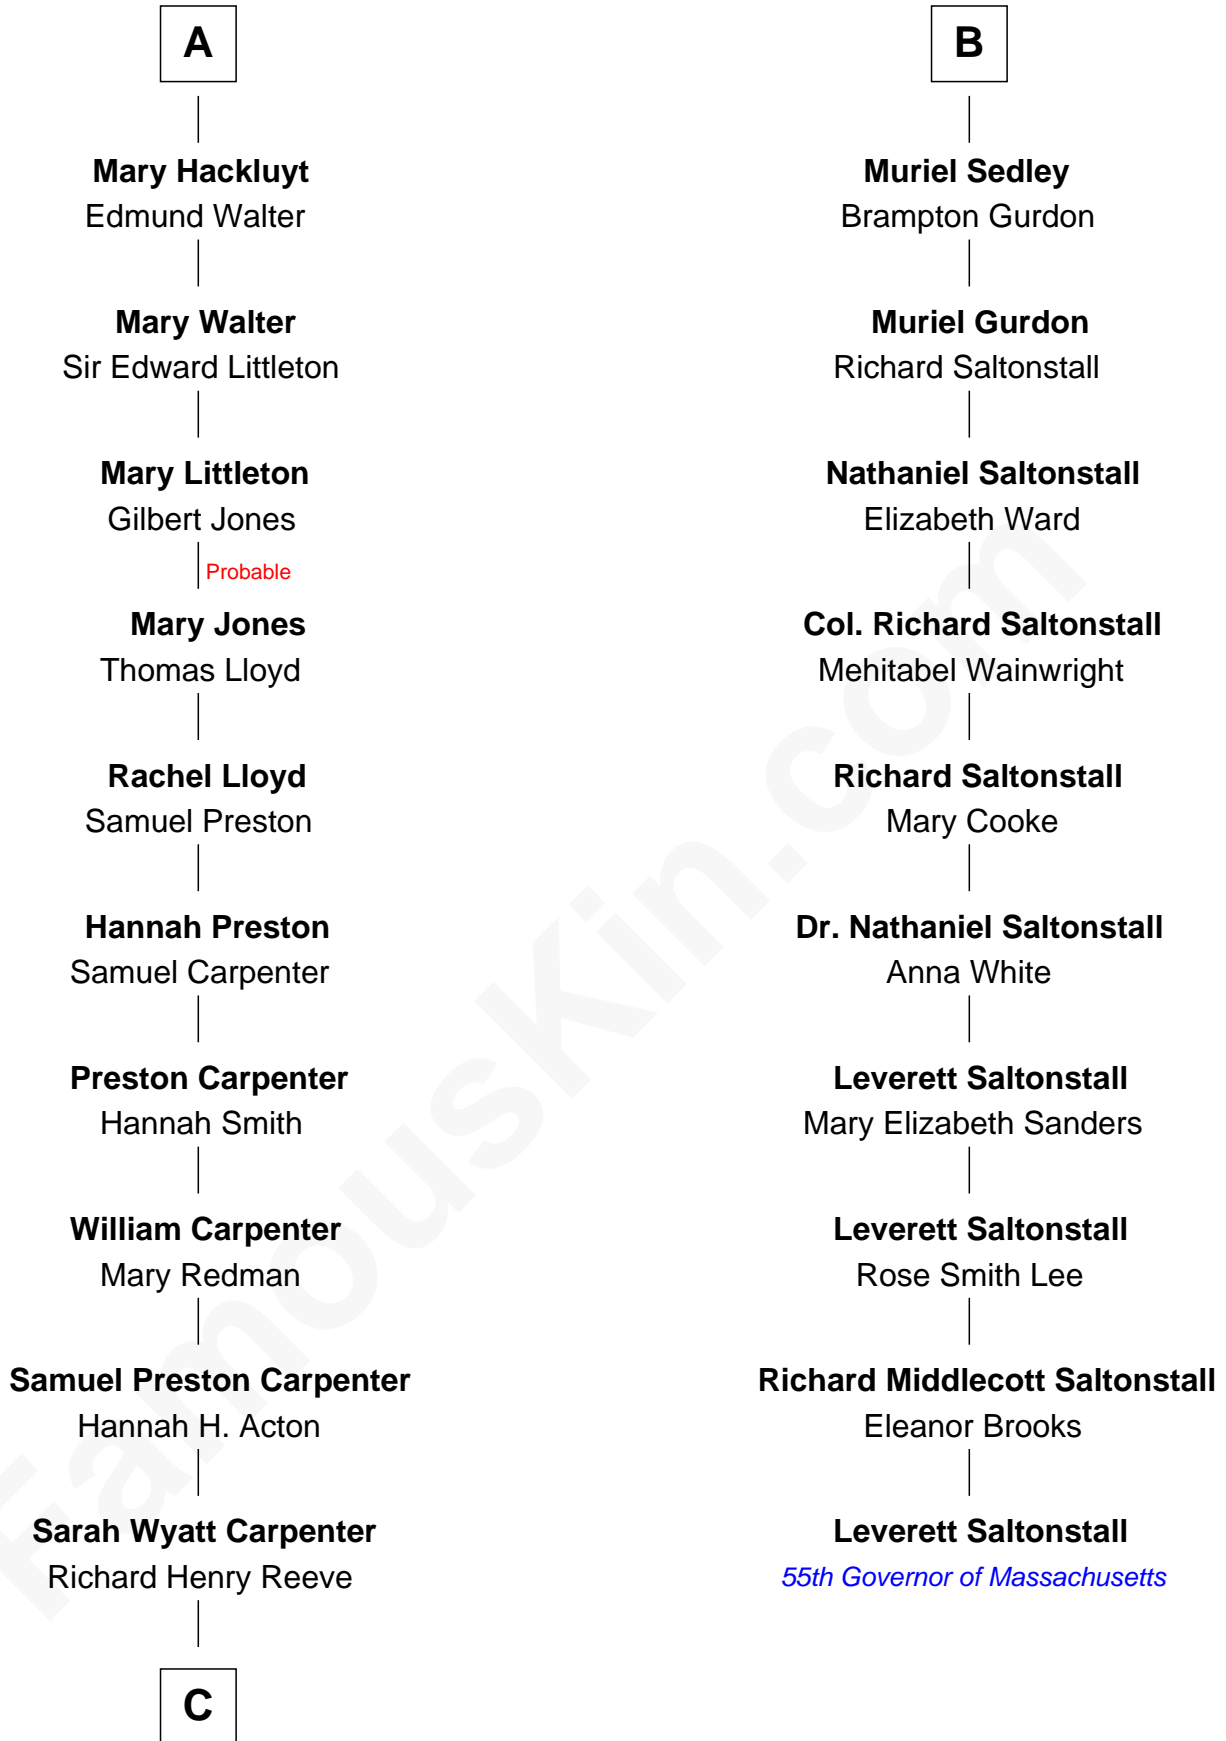 A
Mary Hackluyt
Edmund Walter
Mary Walter
Sir Edward Littleton
Mary Littleton
Gilbert Jones
Probable
Mary Jones
Thomas Lloyd
Rachel Lloyd
Samuel Preston
Hannah Preston
Samuel Carpenter
Preston Carpenter
Hannah Smith
William Carpenter
Mary Redman
Samuel Preston Carpenter
Hannah H. Acton
Sarah Wyatt Carpenter
Richard Henry Reeve
C
B
Muriel Sedley
Brampton Gurdon
Muriel Gurdon
Richard Saltonstall
Nathaniel Saltonstall
Elizabeth Ward
Col. Richard Saltonstall
Mehitabel Wainwright
Richard Saltonstall
Mary Cooke
Dr. Nathaniel Saltonstall
Anna White
Leverett Saltonstall
Mary Elizabeth Sanders
Leverett Saltonstall
Rose Smith Lee
Richard Middlecott Saltonstall
Eleanor Brooks
Leverett Saltonstall
55th Governor of Massachusetts
FamousKin.com